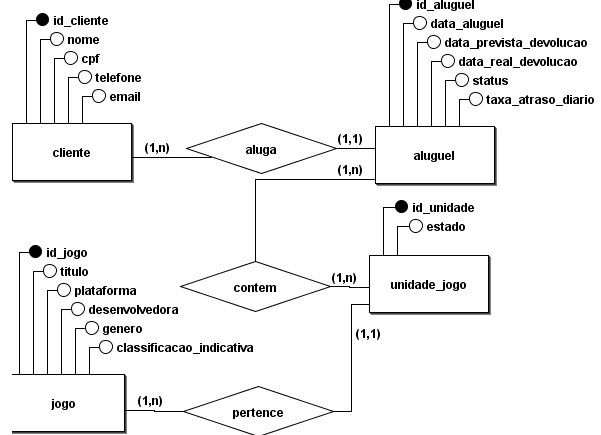 id_cliente
nome
cpf
telefone
email
cliente
(1,n)
aluga
(1,1)
id_aluguel
data_aluguel
data_prevista_devolucao
data_real_devolucao
status
taxa_atraso_diario
aluguel
(1,n)
contem
(1,n)
id_unidade
estado
unidade_jogo
(1,1)
id_jogo
titulo
plataforma
desenvolvedora
genero
classificacao_indicativa
jogo
(1,n)
pertence